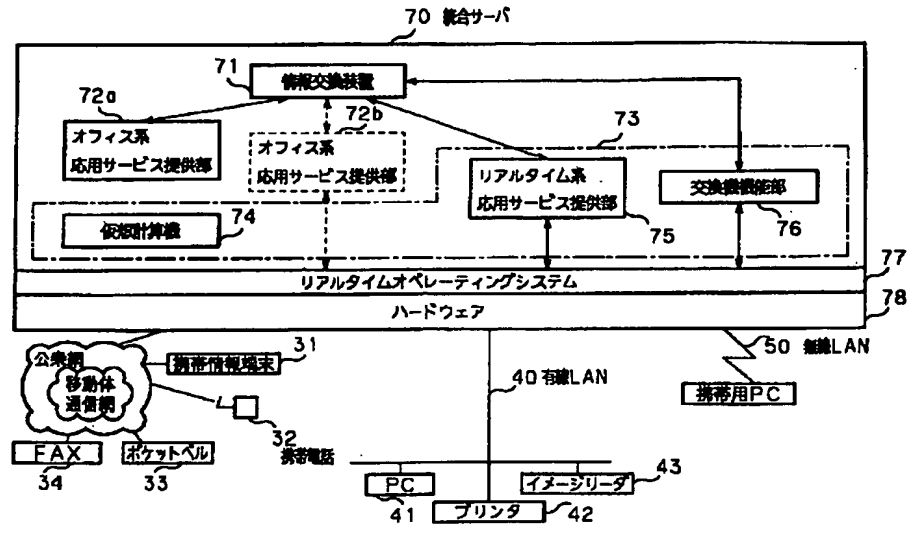 70 統合サーバ
71
情報交換装置
72a
オフィス系
応用サービス提供部
72b
オフィス系
応用サービス提供部
73
リアルタイム系
応用サービス提供部
75
交換機機能部
76
仮想計算機
74
77
リアルタイムオペレーティングシステム
78
ハードウェア
公衆網
移動体
通信網
携帯情報端末
31
32
携帯電話
FAX
34
ポケットベル
33
40 有線LAN
50 無線LAN
携帯用PC
PC
41
プリンタ
42
イメージリーダ
43